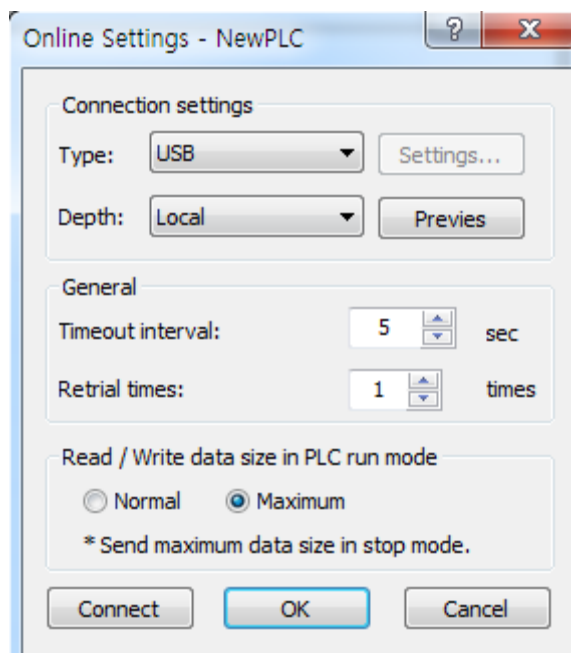 Online Settings - NewPLC
?
Connection settings
Type: USB Settings...
Depth: Local Previes
General
Timeout interval: 5 sec
Retrial times: 1 times
Read / Write data size in PLC run mode
Normal Maximum
* Send maximum data size in stop mode.
Connect OK Cancel